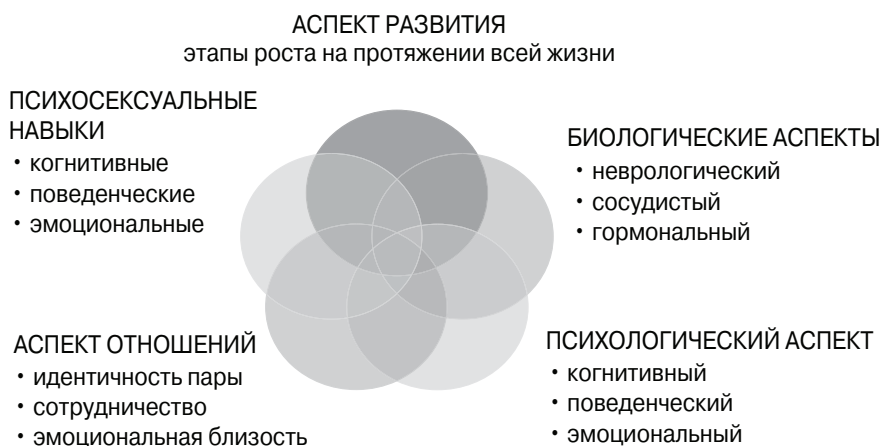 АСПЕКТ РАЗВИТИЯ
этапы роста на протяжении всей жизни
ПСИХОСЕКСУАЛЬНЫЕ
НАВЫКИ
• когнитивные
• поведенческие
• эмоциональные
БИОЛОГИЧЕСКИЕ АСПЕКТЫ
• неврологический
• сосудистый
• гормональный
АСПЕКТ ОТНОШЕНИЙ
• идентичность пары
• сотрудничество
• эмоциональная близость
ПСИХОЛОГИЧЕСКИЙ АСПЕКТ
• когнитивный
• поведенческий
• эмоциональный